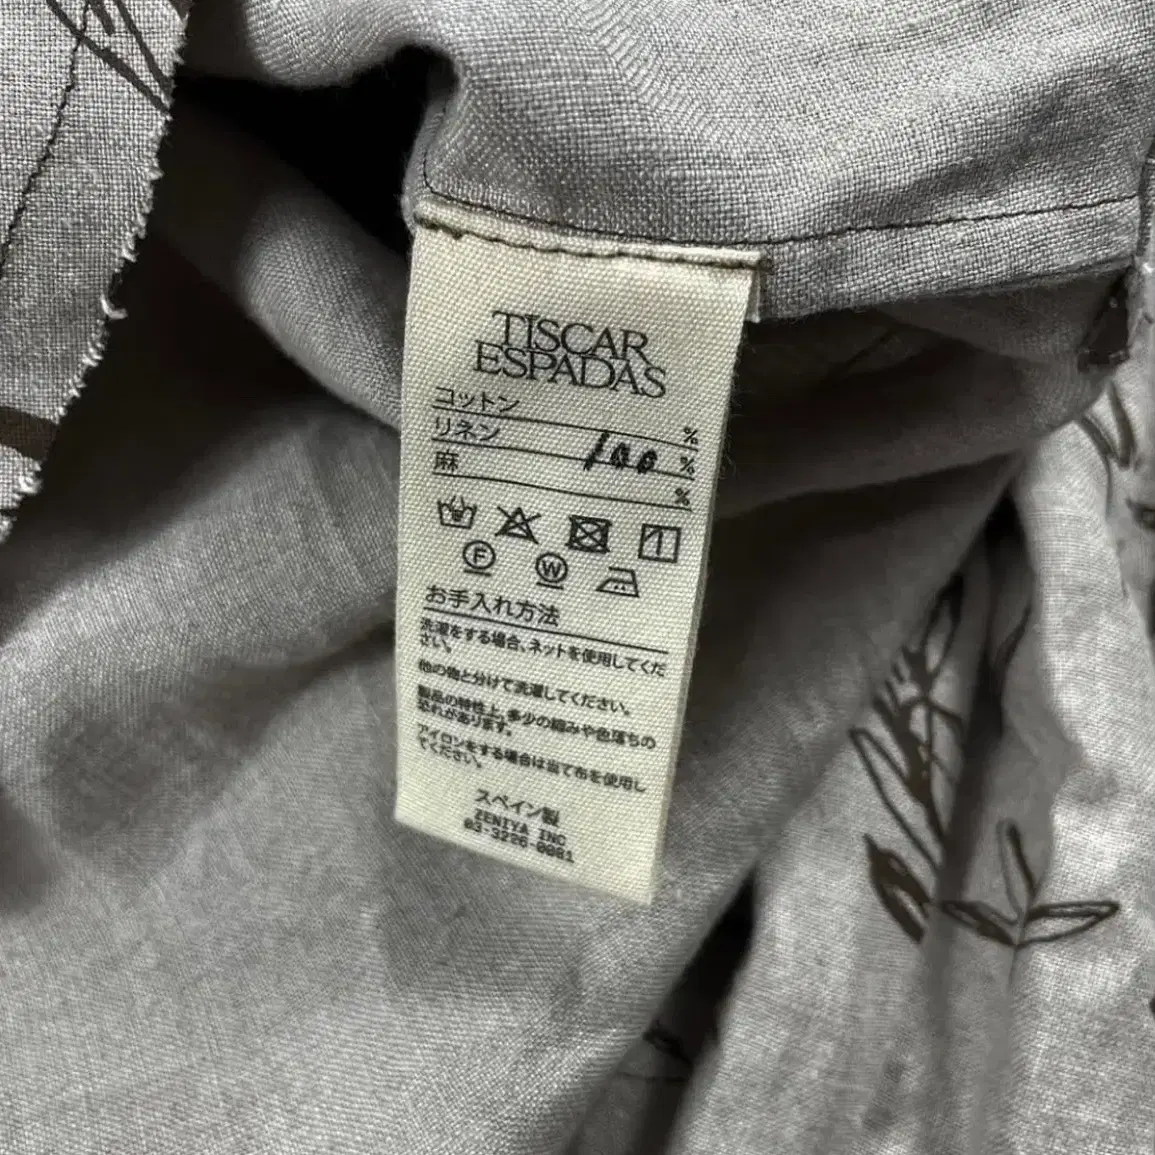 TISCAR
ESPADAS
コットン %
リネン 100 %
麻 %
F W
お手入れ方法
洗濯をする場合、ネットを使用してくだ
さい。
他の物と分けて洗濯してください。
製品の特性上、多少の縮みや色落ちの
恐れがあります。
アイロンをする場合は当て布を使用し
てください。
スペイン製
ZENIYA INC
03-3226-0081